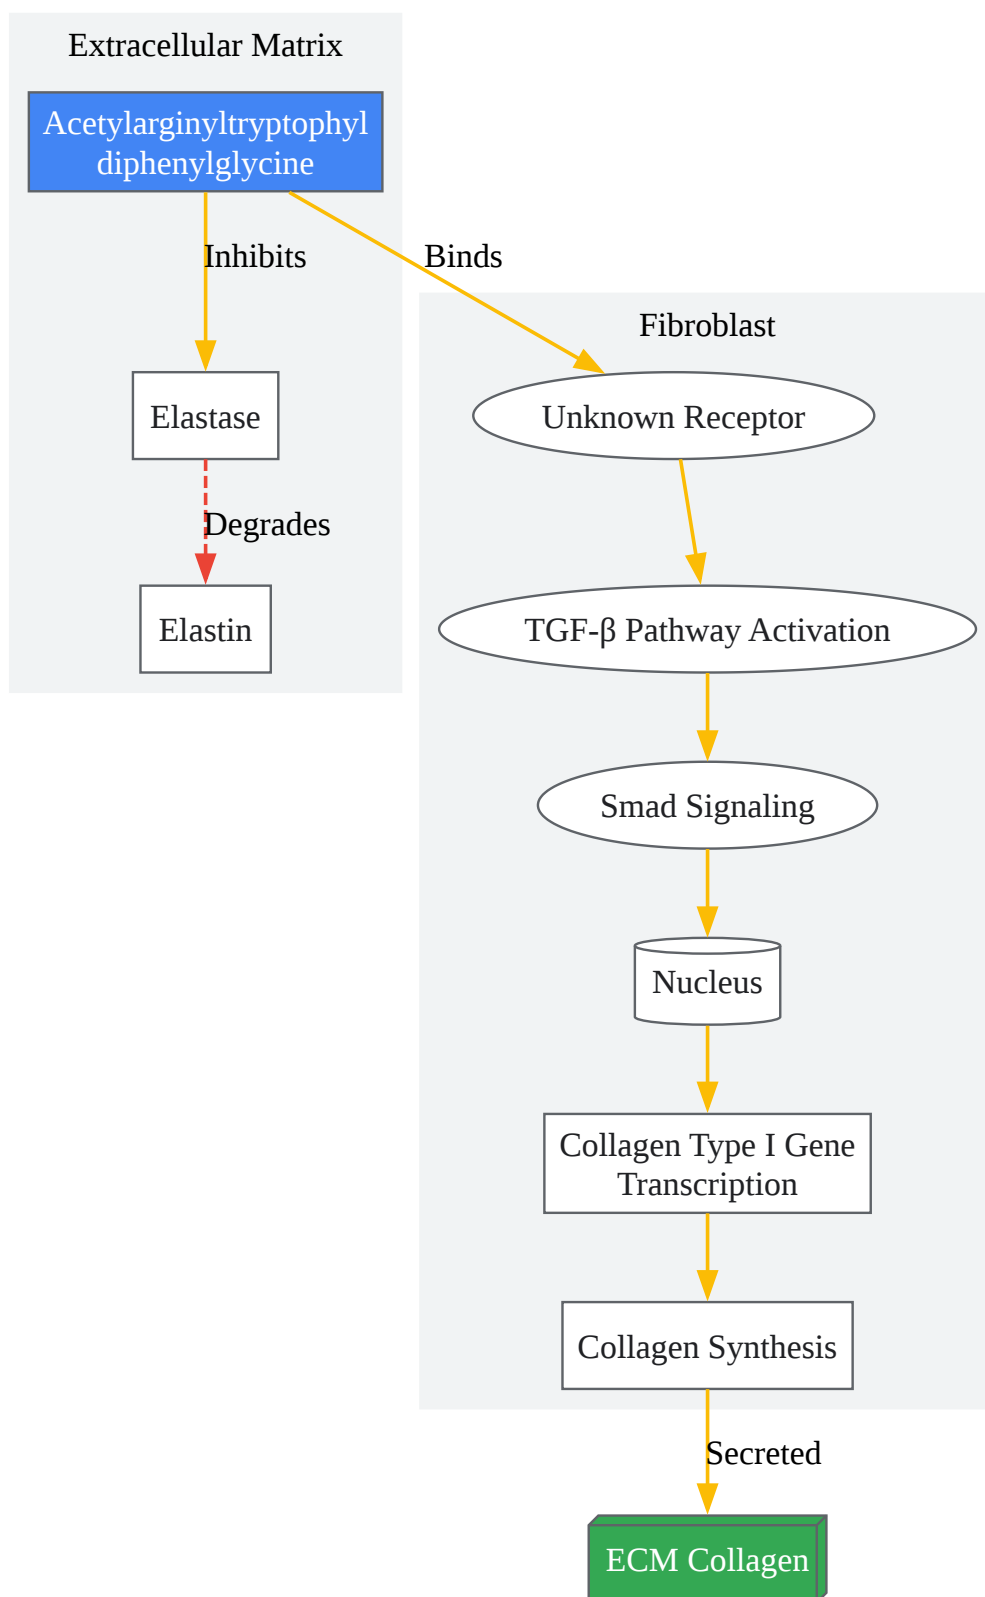 Extracellular Matrix
Acetylarginyltryptophyl
diphenylglycine
Inhibits
Binds
Fibroblast
Elastase
Unknown Receptor
Degrades
Elastin
TGF-β Pathway Activation
Smad Signaling
Nucleus
Collagen Type I Gene
Transcription
Collagen Synthesis
Secreted
ECM Collagen